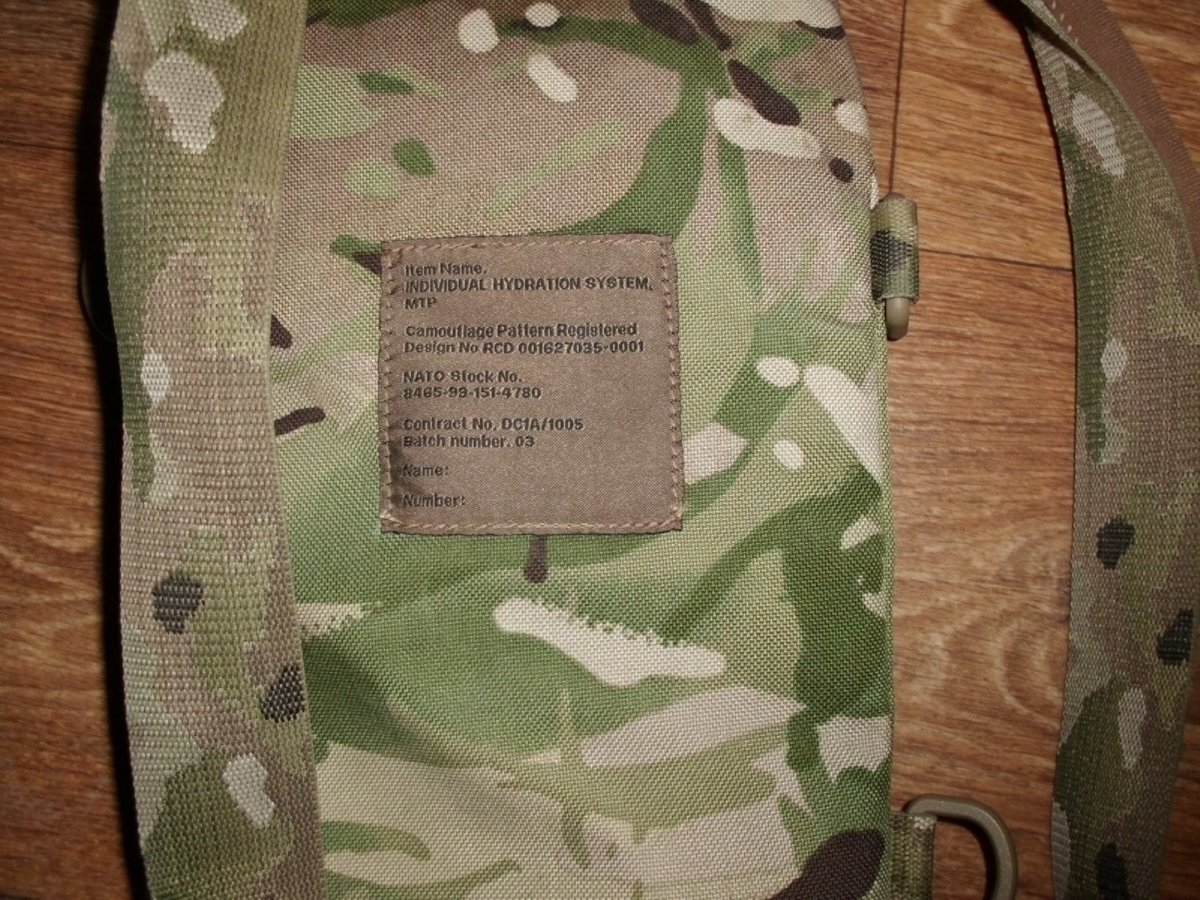 Item Name.
INDIVIDUAL HYDRATION SYSTEM,
MTP
Camouflage Pattern Registered
Design No RCD 001627035-0001
NATO Stock No.
8465-99-151-4780
Contract No. DC1A/1005
Batch number. 03
Name:
Number: